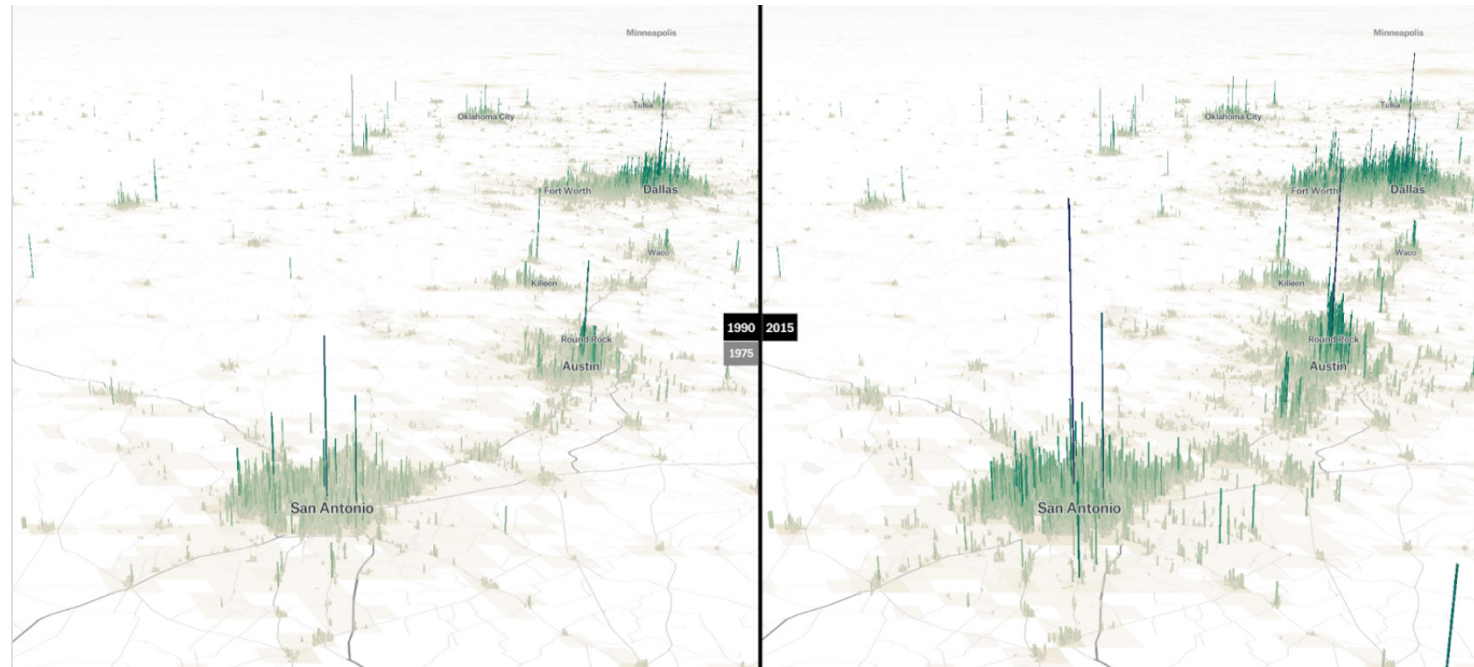 Minneapolis
Tulsa
Oklahoma City
Fort Worth
Dallas
Waco
Killeen
Round Rock
Austin
San Antonio
1990
1975
2015
Minneapolis
Tulsa
Oklahoma City
Fort Worth
Dallas
Waco
Killeen
Round Rock
Austin
San Antonio